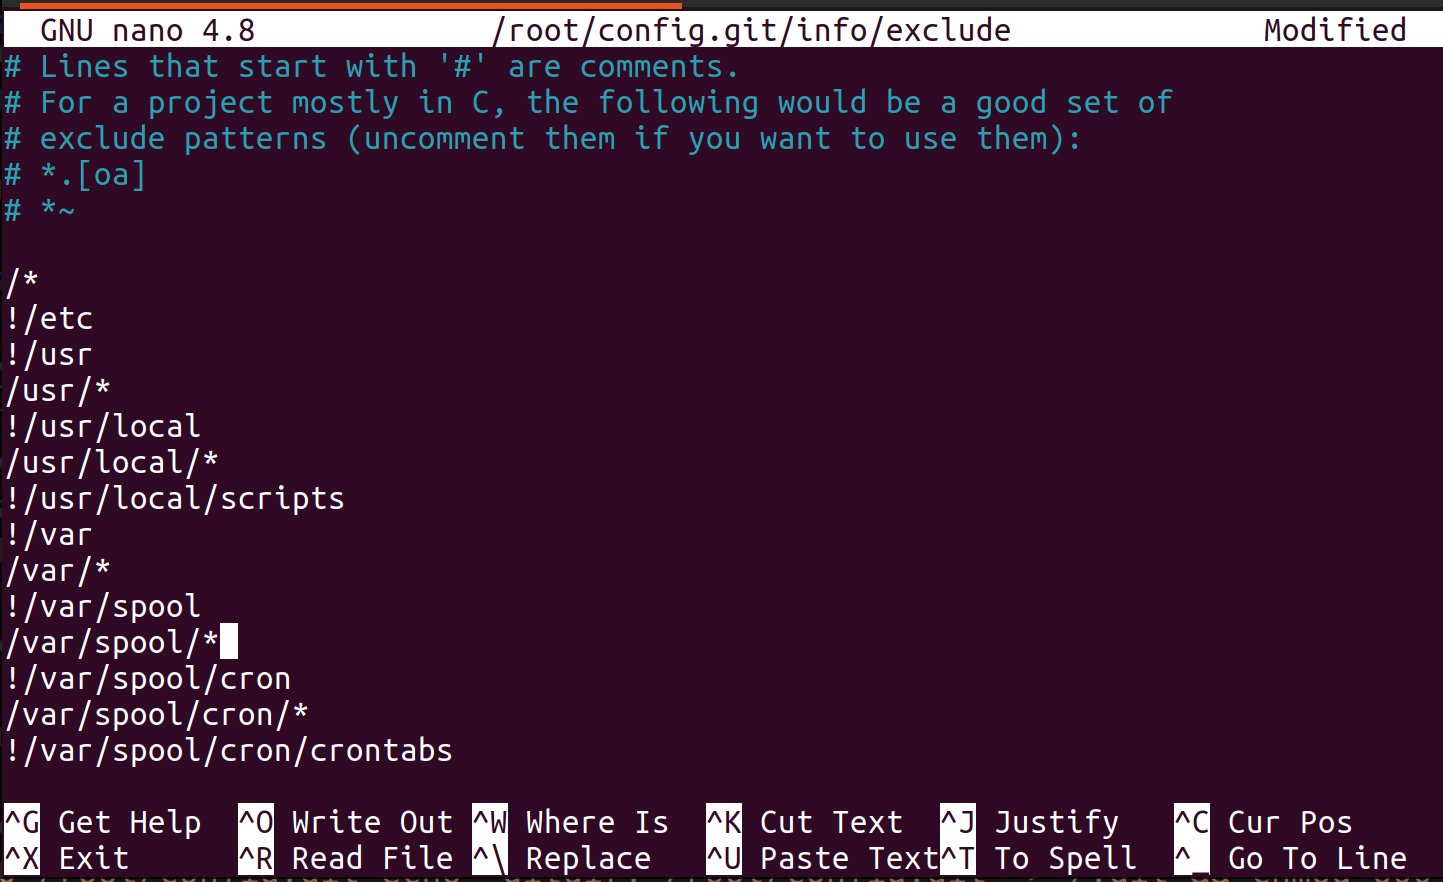 GNU nano 4.8 /root/config.git/info/exclude Modified
# Lines that start with '#' are comments.
# For a project mostly in C, the following would be a good set of
# exclude patterns (uncomment them if you want to use them):
# *.[oa]
# *~
/*
!/etc
!/usr
/usr/*
!/usr/local
/usr/local/*
!/usr/local/scripts
!/var
/var/*
!/var/spool
/var/spool/*
!/var/spool/cron
/var/spool/cron/*
!/var/spool/cron/crontabs
^G Get Help ^O Write Out ^W Where Is ^K Cut Text ^J Justify ^C Cur Pos
^X Exit ^R Read File ^\ Replace ^U Paste Text ^T To Spell ^_ Go To Line